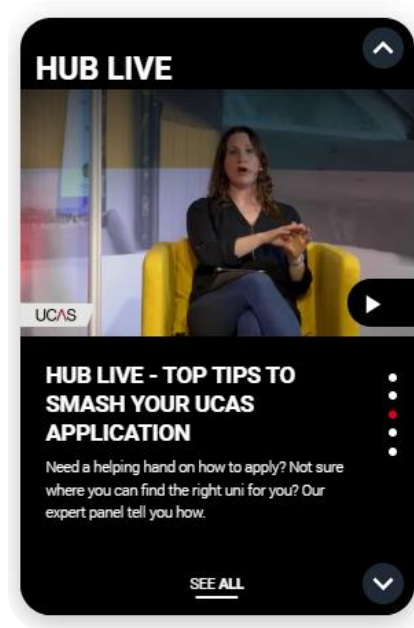 HUB LIVE
UCAS
HUB LIVE - TOP TIPS TO
SMASH YOUR UCAS
APPLICATION
Need a helping hand on how to apply? Not sure
where you can find the right uni for you? Our
expert panel tell you how.
SEE ALL